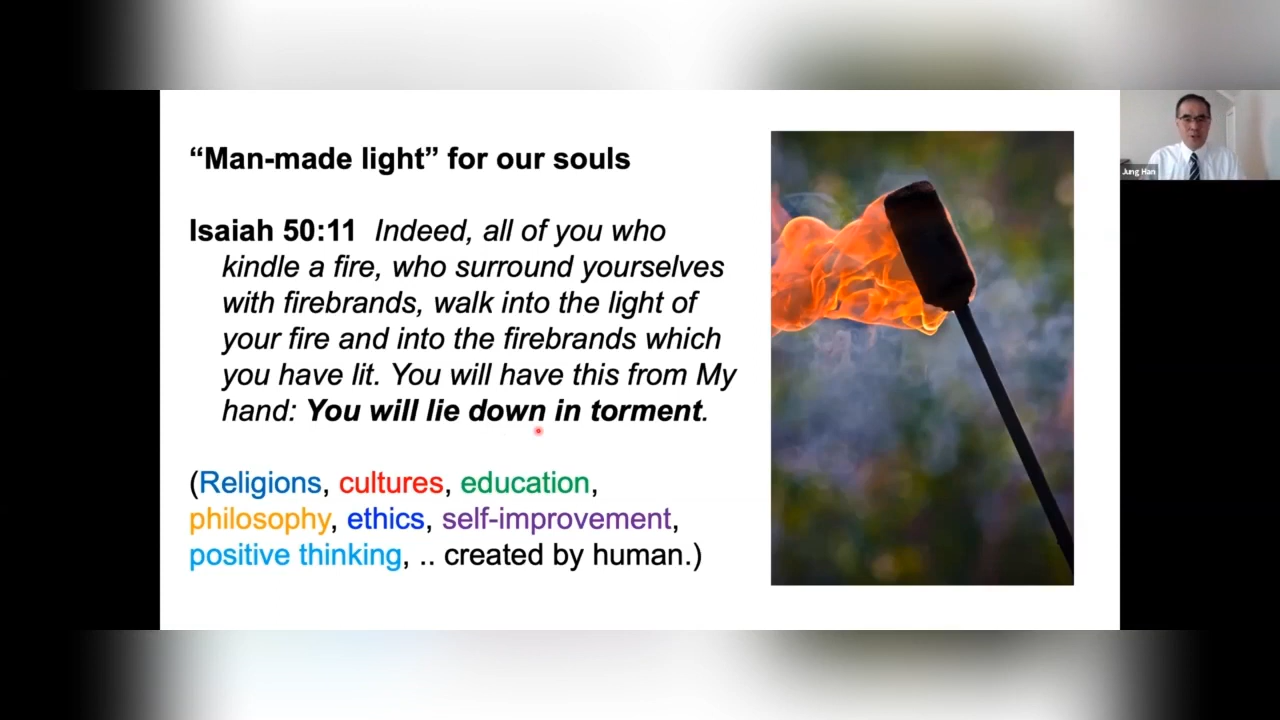 “Man-made light” for our souls
Isaiah 50:11 Indeed, all of you who
kindle a fire, who surround yourselves
with firebrands, walk into the light of
your fire and into the firebrands which
you have lit. You will have this from My
hand: You will lie down in torment.
(Religions, cultures, education,
philosophy, ethics, self-improvement,
positive thinking, .. created by human.)
Jung Han